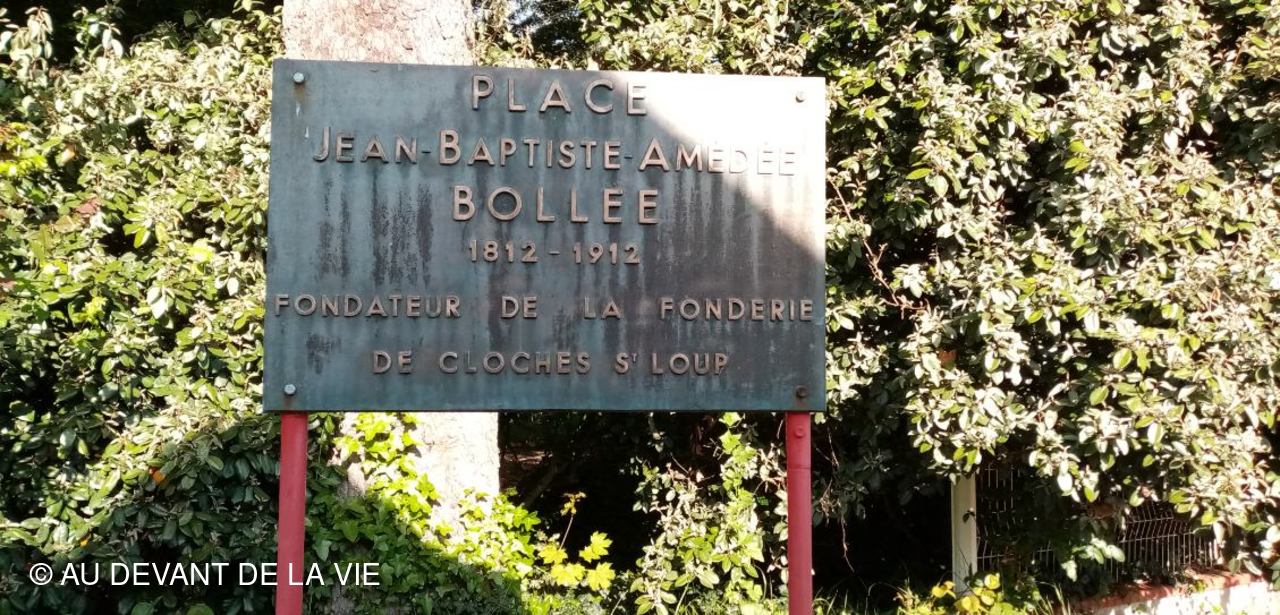 PLACE
JEAN-BAPTISTE-AMÉDÉE
BOLLÉE
1812-1912
FONDATEUR DE LA FONDERIE
DE CLOCHES ST LOUP
© AU DEVANT DE LA VIE